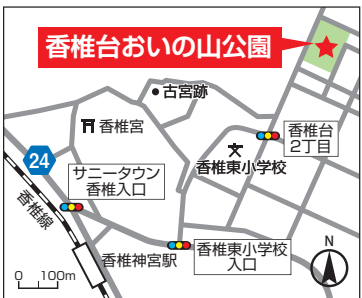 香椎台おいの山公園
古宮跡
香椎宮
香椎台
2丁目
香椎東小学校
24
サニータウン
香椎入口
香椎線
香椎神宮駅
香椎東小学校
入口
N
0 100m